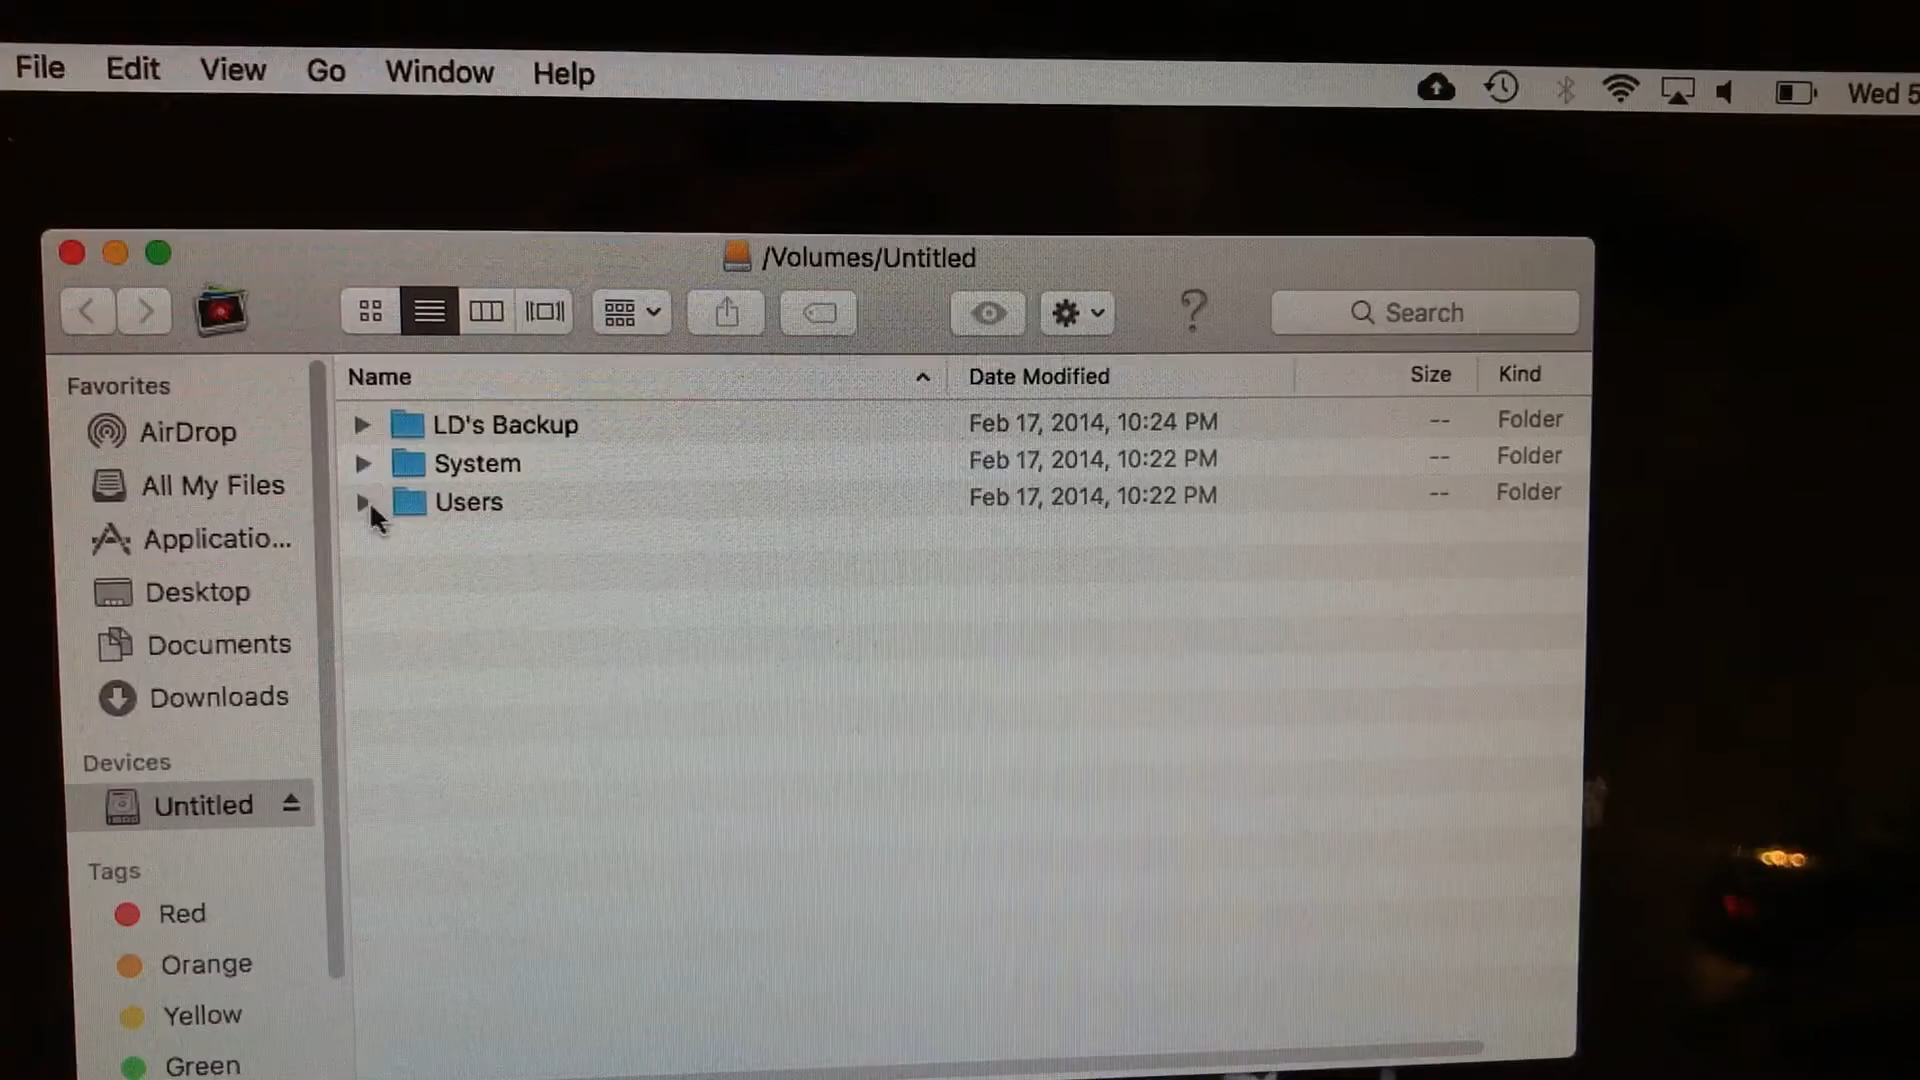 File Edit View Go Window Help Wed 5
/Volumes/Untitled
? Search
Name Date Modified Size Kind
LD's Backup Feb 17, 2014, 10:24 PM -- Folder
System Feb 17, 2014, 10:22 PM -- Folder
Users Feb 17, 2014, 10:22 PM -- Folder
Favorites
AirDrop
All My Files
Applicatio...
Desktop
Documents
Downloads
Devices
Untitled
Tags
Red
Orange
Yellow
Green